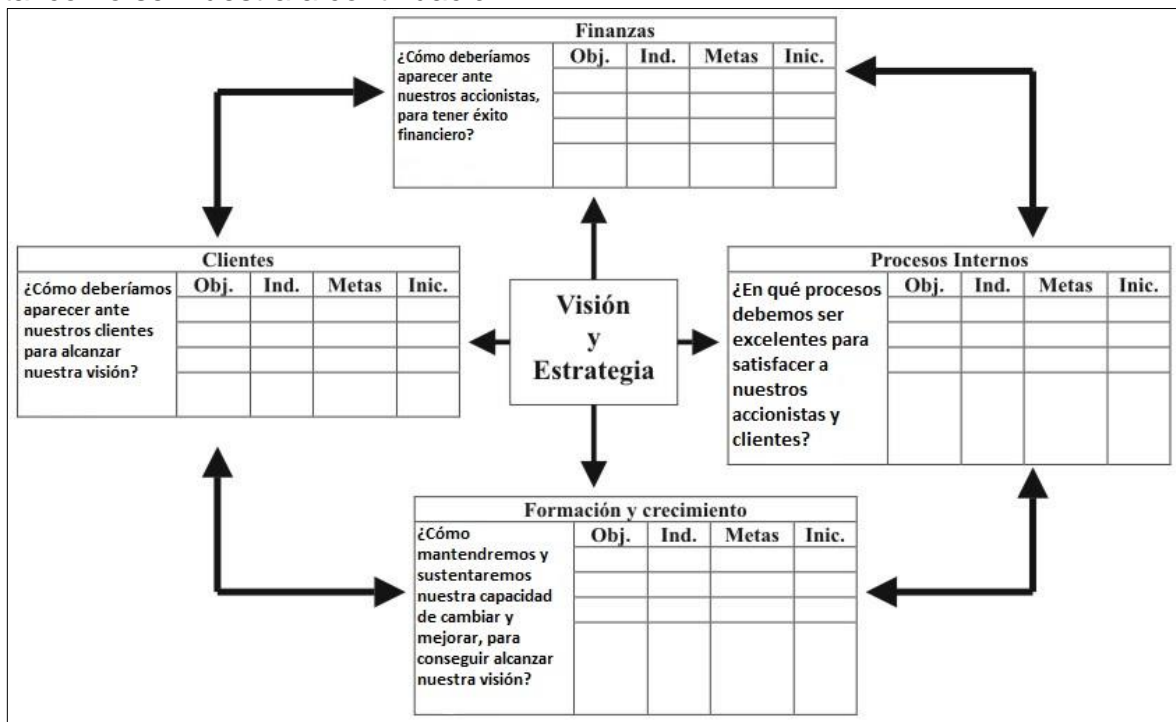 Finanzas
¿Cómo deberíamos
aparecer ante
nuestros accionistas,
para tener éxito
financiero?
Obj. Ind. Metas Inic.
Clientes
¿Cómo deberíamos
aparecer ante
nuestros clientes
para alcanzar
nuestra visión?
Obj. Ind. Metas Inic.
Visión
y
Estrategia
Procesos Internos
¿En qué procesos
debemos ser
excelentes para
satisfacer a
nuestros
accionistas y
clientes?
Obj. Ind. Metas Inic.
Formación y crecimiento
¿Cómo
mantendremos y
sustentaremos
nuestra capacidad
de cambiar y
mejorar, para
conseguir alcanzar
nuestra visión?
Obj. Ind. Metas Inic.